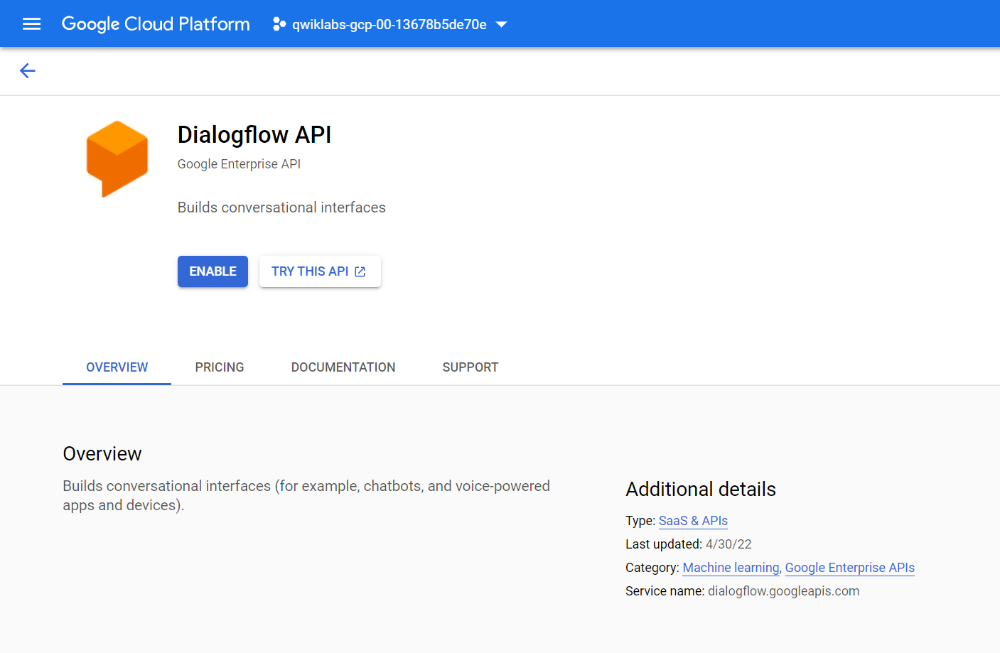 Google Cloud Platform qwiklabs-gcp-00-13678b5de70e
Dialogflow API
Google Enterprise API
Builds conversational interfaces
ENABLE TRY THIS API
OVERVIEW PRICING DOCUMENTATION SUPPORT
Overview
Builds conversational interfaces (for example, chatbots, and voice-powered
apps and devices).
Additional details
Type: SaaS & APIs
Last updated: 4/30/22
Category: Machine learning, Google Enterprise APIs
Service name: dialogflow.googleapis.com